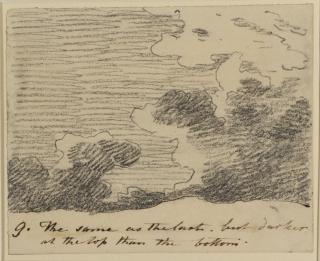 9. The same as the last. but darker
at the top than the bottom.